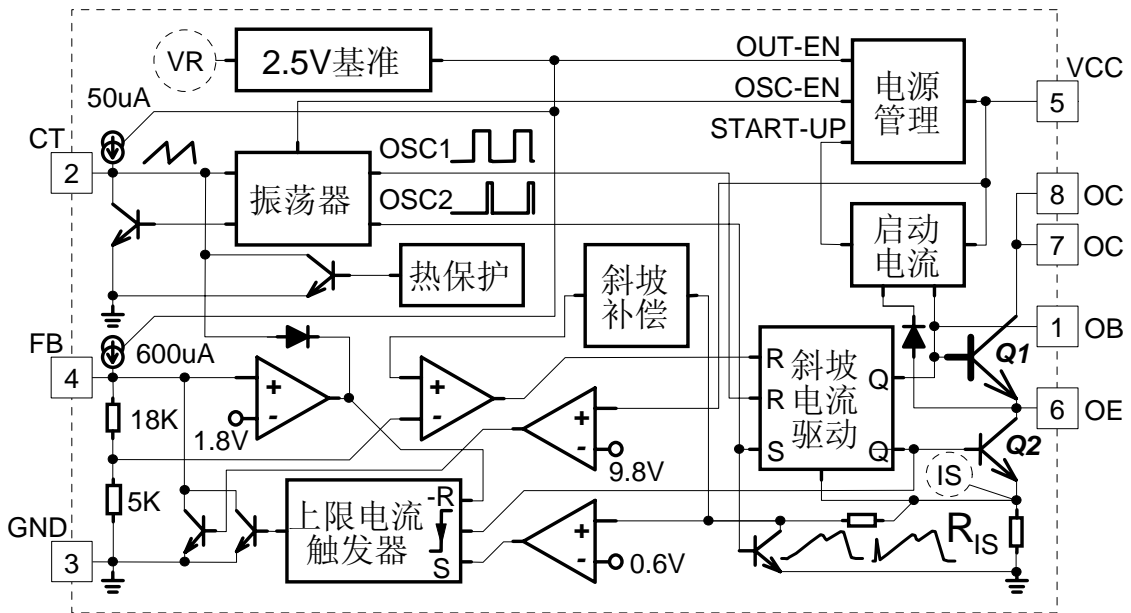 VR
2.5V基准
OUT-EN
OSC-EN
START-UP
电源
管理
VCC
5
50uA
CT
2
OSC1
OSC2
振荡器
热保护
斜坡
补偿
启动
电流
8
OC
7
OC
1
OB
6
OE
FB
4
600uA
18K
5K
+
-
1.8V
+
-
+
-
9.8V
R
R
S
斜坡
电流
驱动
Q
Q
Q1
Q2
IS
GND
3
上限电流
触发器
-R
S
+
-
0.6V
RIS